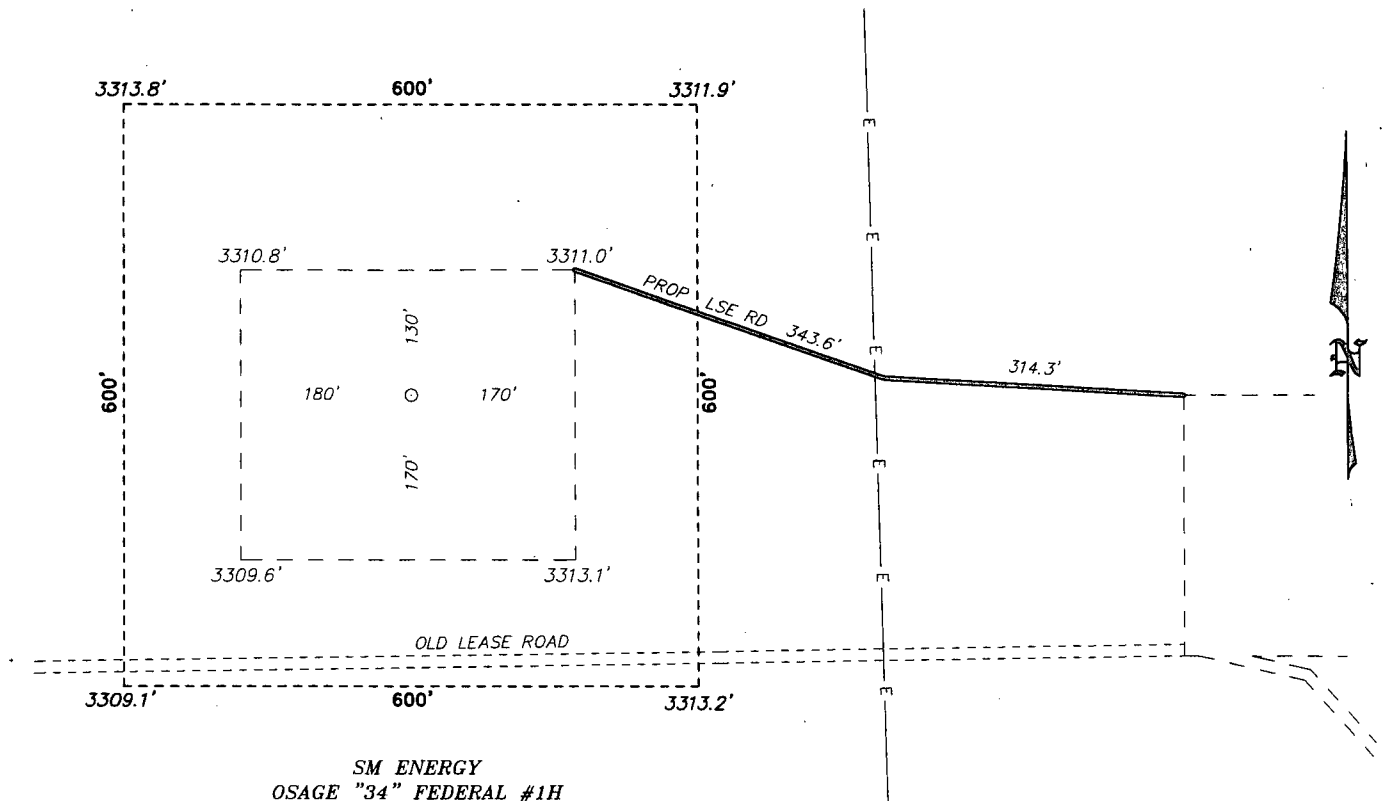 3313.8' 600' 3311.9'
E
E
3310.8' 3311.0'
PROP LSE RD 343.6'
130'
E
314.3'
N
600' 180' 170' 600'
170'
E
3309.6' 3313.1'
E
OLD LEASE ROAD
3309.1' 600' 3313.2'
E
SM ENERGY
OSAGE "34" FEDERAL #1H